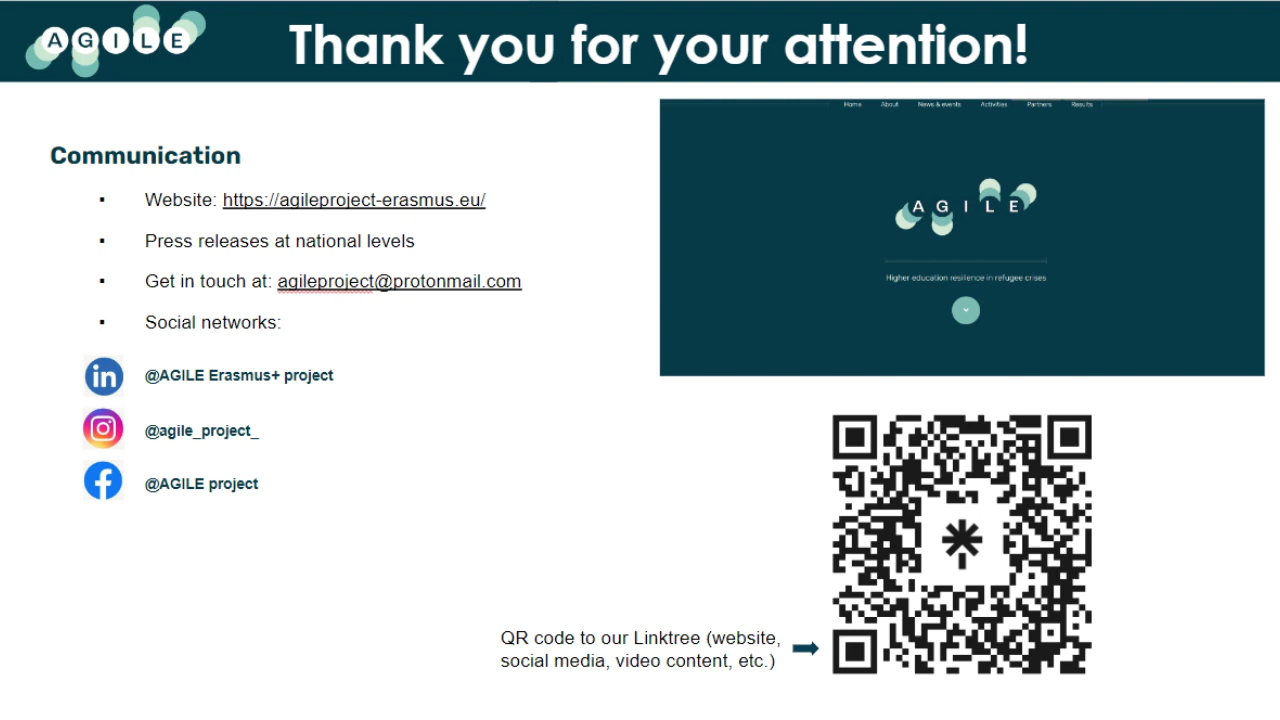 AGILE
Thank you for your attention!
Communication
▪ Website: https://agileproject-erasmus.eu/
▪ Press releases at national levels
▪ Get in touch at: agileproject@protonmail.com
▪ Social networks:
in @AGILE Erasmus+ project
@agile_project_
f @AGILE project
Home About News & events Activities Partners Results
AGILE
Higher education resilience in refugee crises
QR code to our Linktree (website,
social media, video content, etc.)